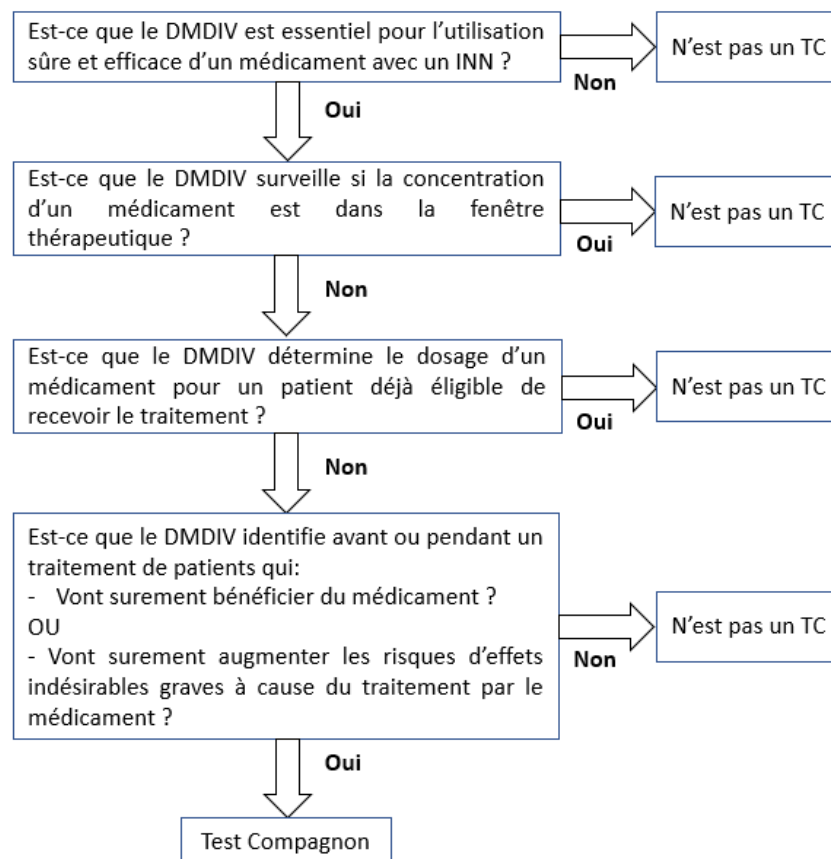 Est-ce que le DMDIV est essentiel pour l'utilisation
sûre et efficace d'un médicament avec un INN ?
N'est pas un TC
Non
Oui
Est-ce que le DMDIV surveille si la concentration
d'un médicament est dans la fenêtre
thérapeutique ?
N'est pas un TC
Oui
Non
Est-ce que le DMDIV détermine le dosage d'un
médicament pour un patient déjà éligible de
recevoir le traitement ?
N'est pas un TC
Oui
Non
Est-ce que le DMDIV identifie avant ou pendant un
traitement de patients qui:
- Vont surement bénéficier du médicament ?
OU
- Vont surement augmenter les risques d'effets
indésirables graves à cause du traitement par le
médicament ?
N'est pas un TC
Non
Oui
Test Compagnon